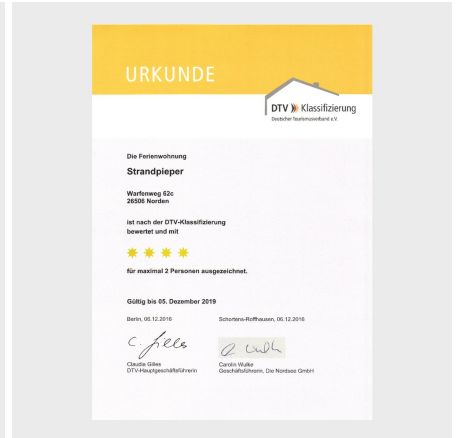 URKUNDE
DTV Klassifizierung
Deutscher Tourismusverband e.V.
Die Ferienwohnung
Strandpieper
Warfenweg 62c
26506 Norden
ist nach der DTV-Klassifizierung
bewertet und mit
für maximal 2 Personen ausgezeichnet.
Gültig bis 05. Dezember 2019
Berlin, 06.12.2016
Schortens-Roffhausen, 06.12.2016
C. Gilles
C. Wulk
Claudia Gilles
DTV-Hauptgeschäftsführerin
Carolin Wulke
Geschäftsführerin, Die Nordsee GmbH